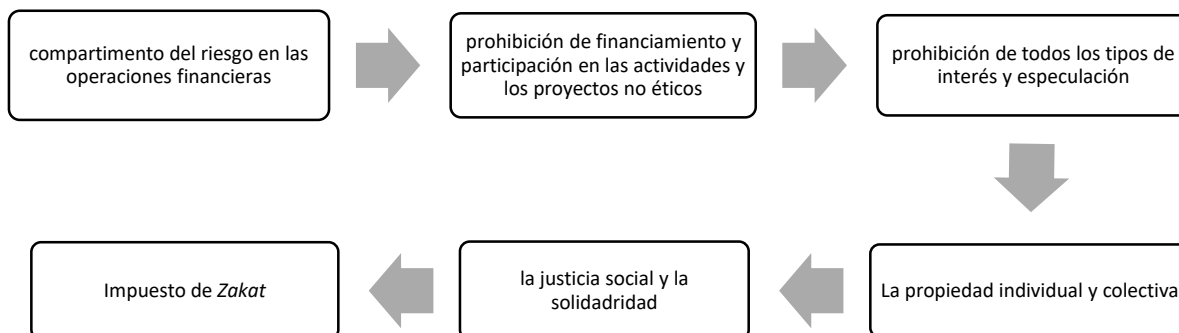 compartimento del riesgo en las
operaciones financieras
prohibición de financiamiento y
participación en las actividades y
los proyectos no éticos
prohibición de todos los tipos de
interés y especulación
La propiedad individual y colectiva
la justicia social y la
solidadridad
Impuesto de Zakat